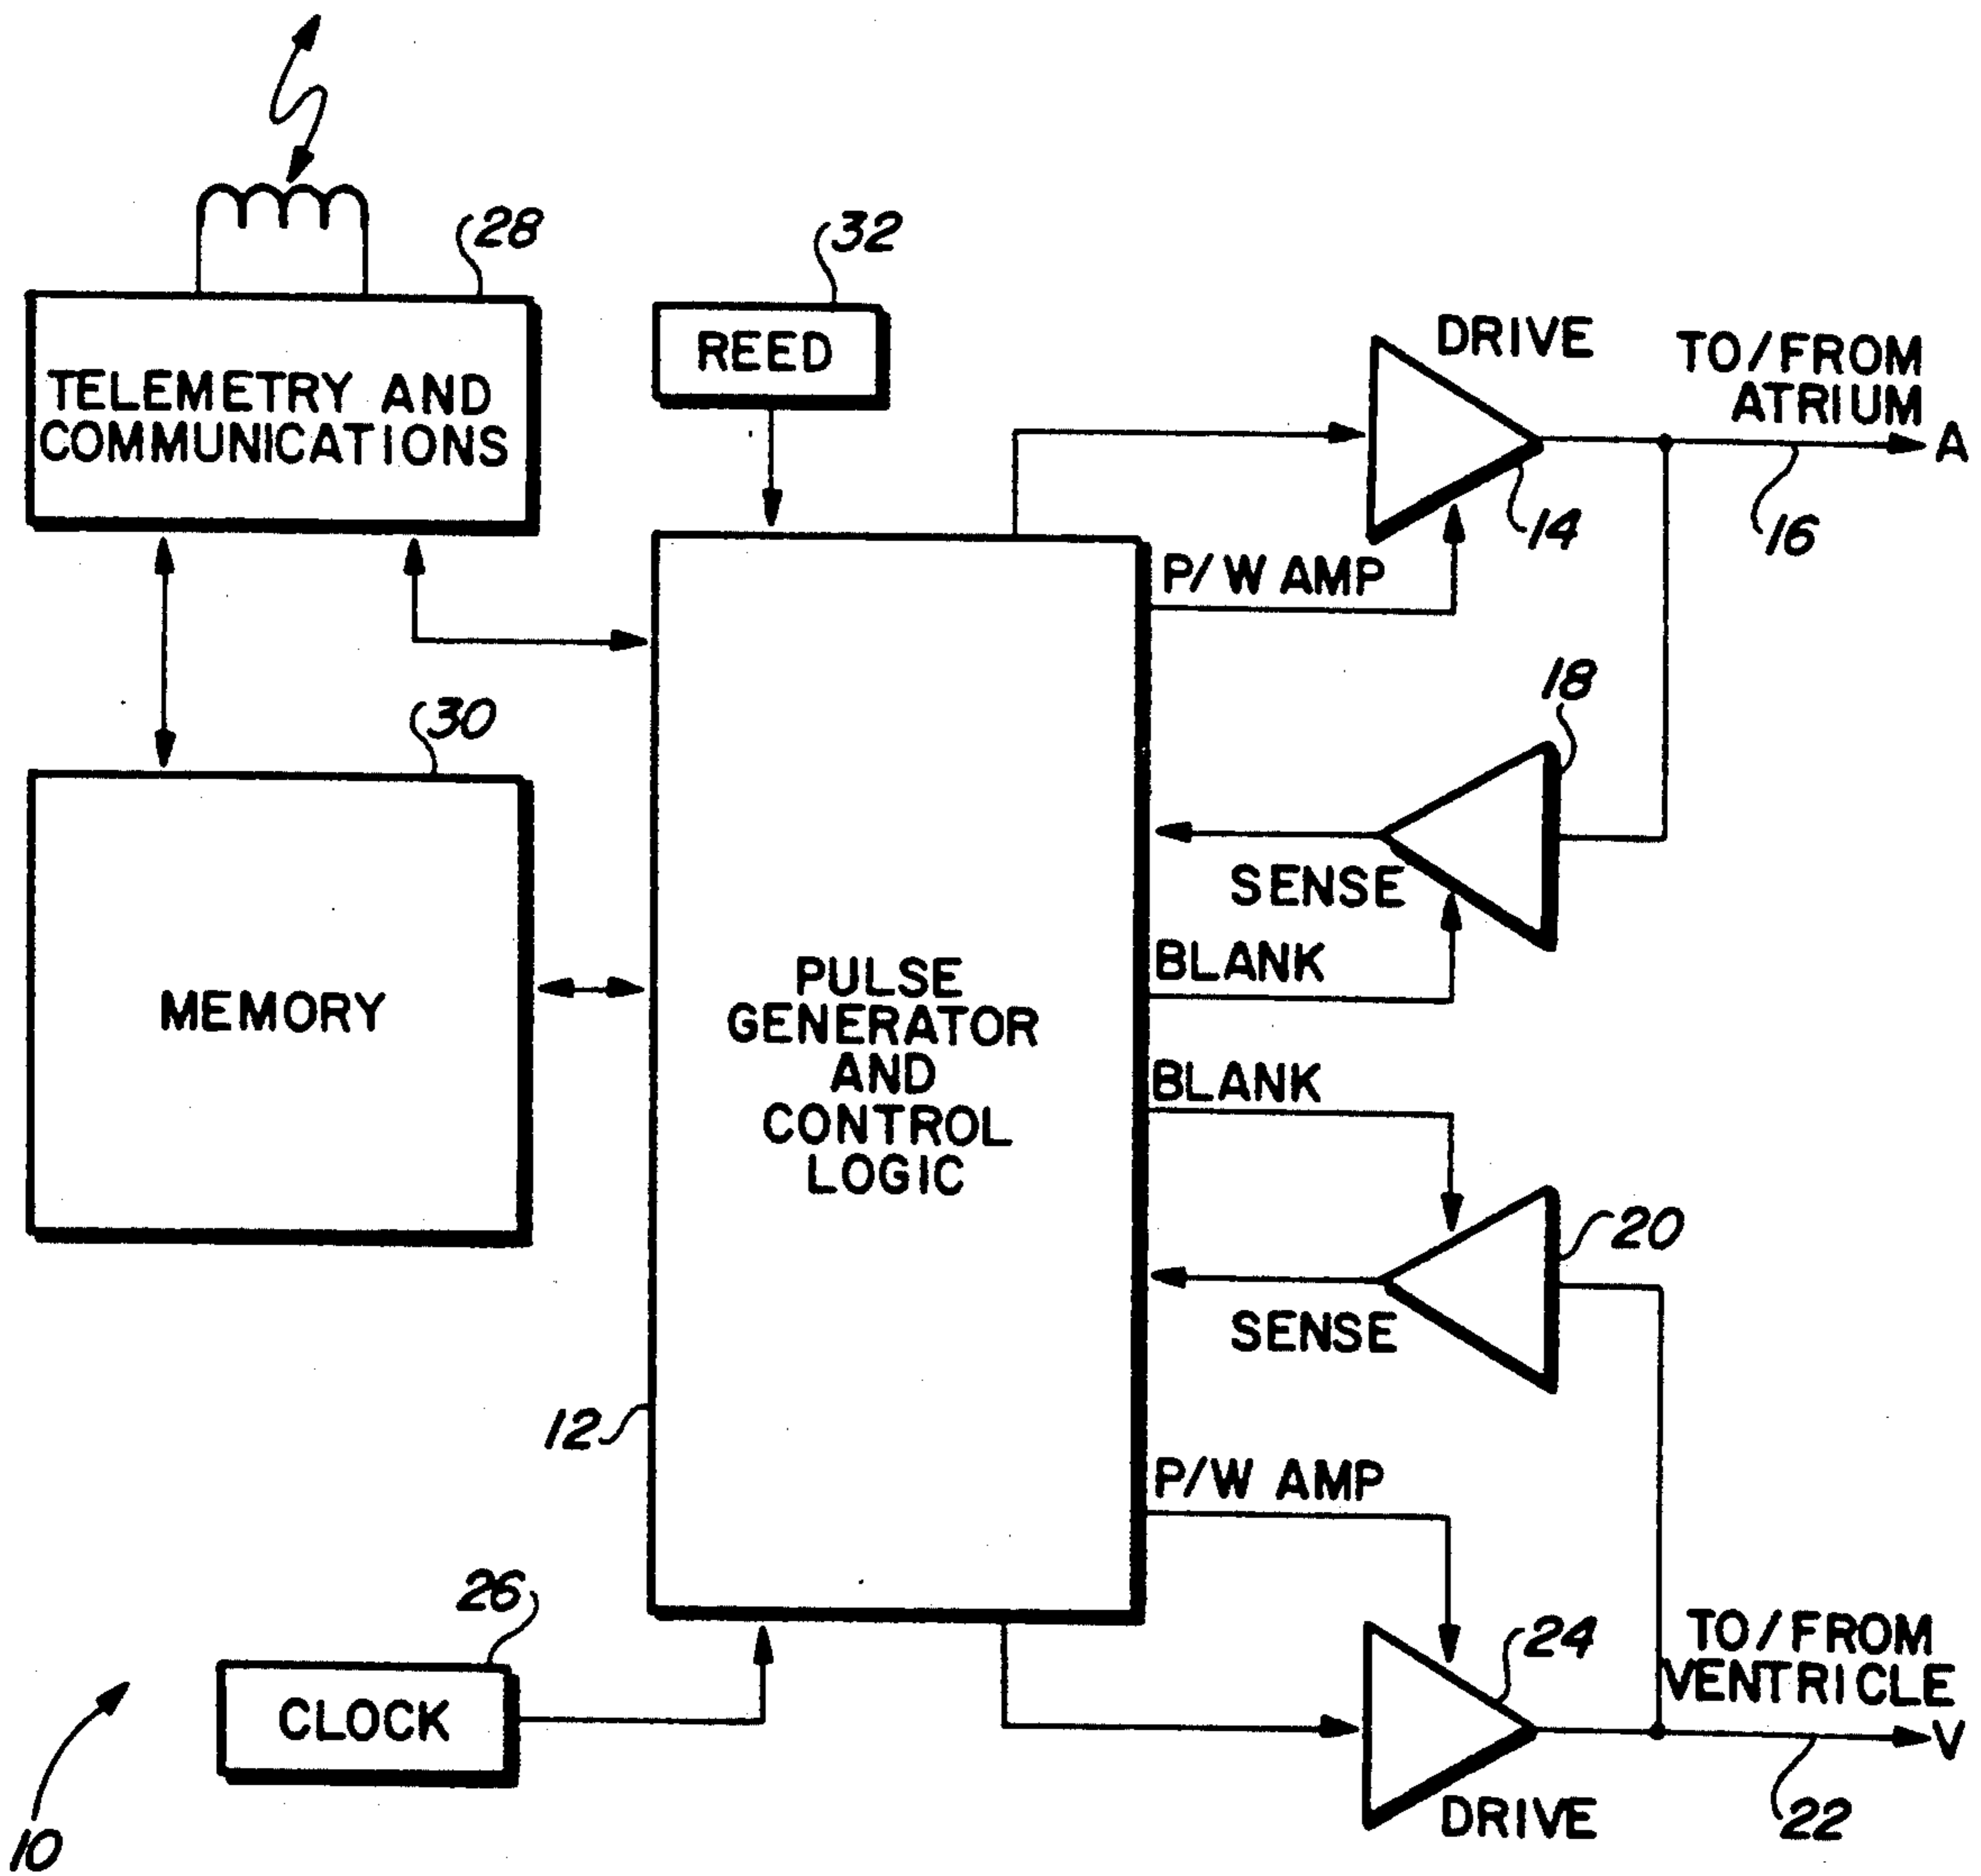 28
TELEMETRY AND
COMMUNICATIONS
32
REED
DRIVE
TO/FROM
ATRIUM
A
14
16
P/W AMP
18
SENSE
BLANK
30
MEMORY
PULSE
GENERATOR
AND
CONTROL
LOGIC
12
BLANK
20
SENSE
P/W AMP
26
CLOCK
10
24
DRIVE
TO/FROM
VENTRICLE
V
22